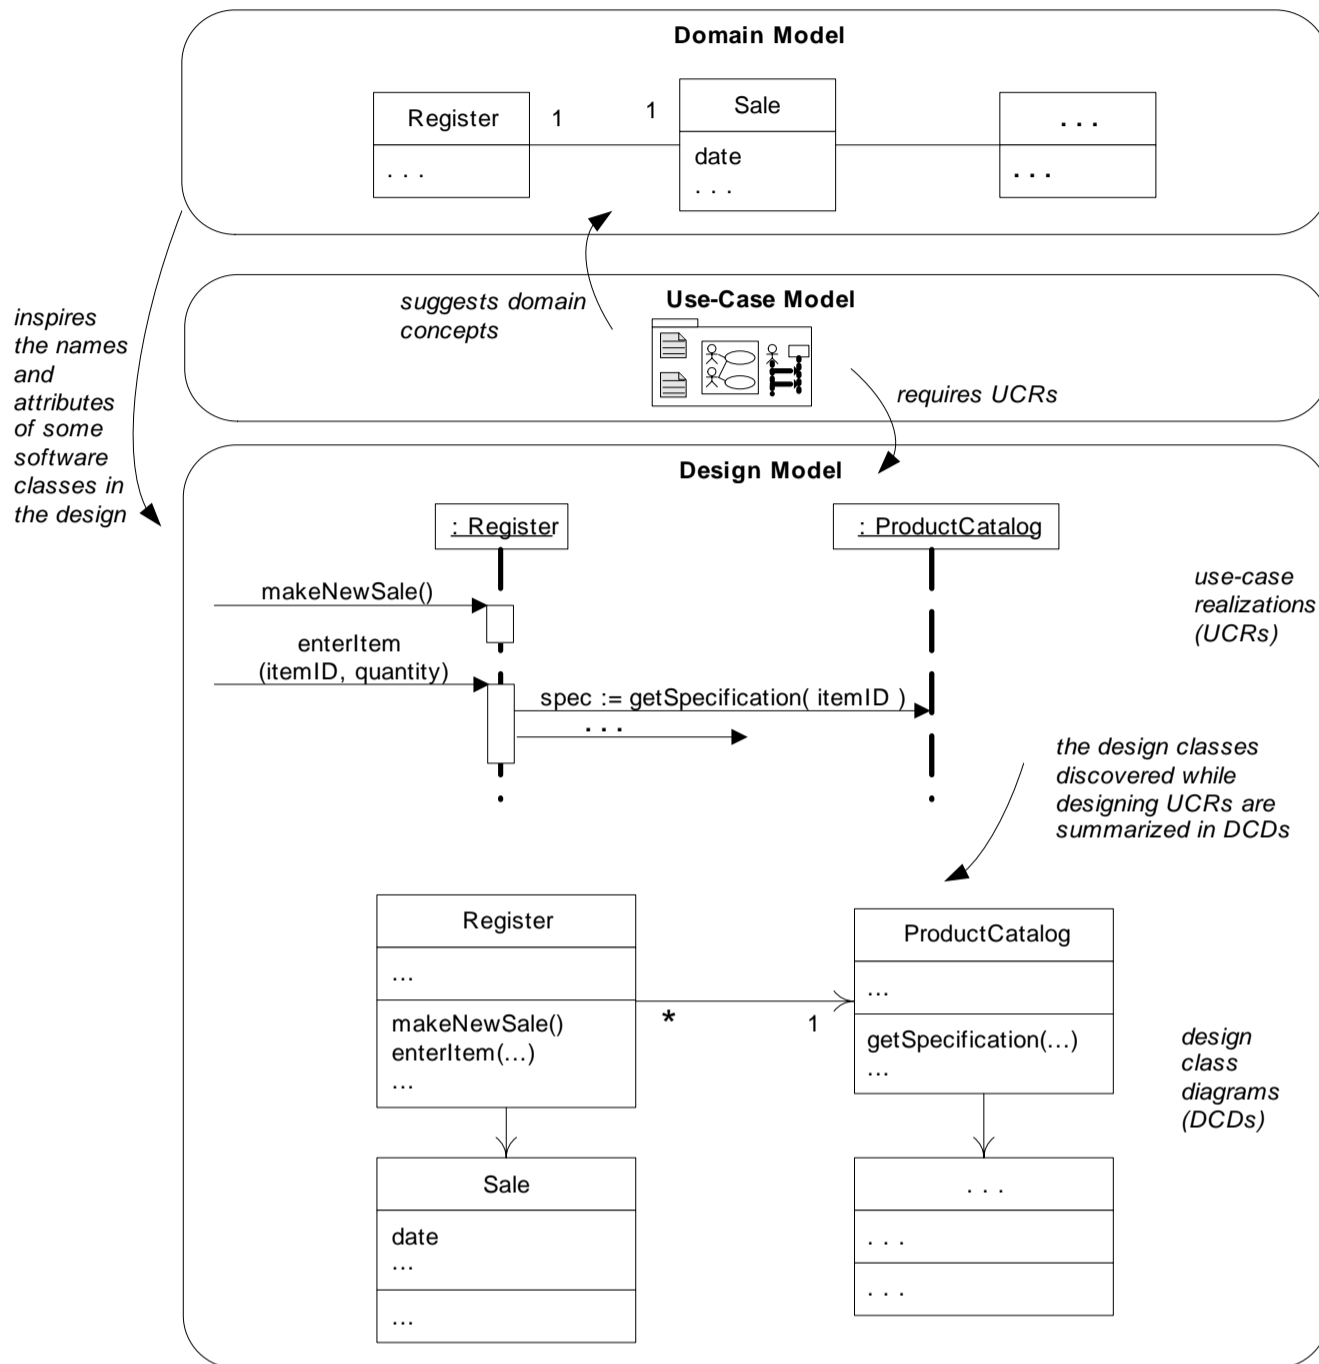 Domain Model
Register
1
1
Sale
. . .
. . .
date
. . .
. . .
inspires
the names
and
attributes
of some
software
classes in
the design
suggests domain
concepts
Use-Case Model
requires UCRs
Design Model
: Register
: ProductCatalog
makeNewSale()
enterItem
(itemID, quantity)
spec := getSpecification( itemID )
. . .
use-case
realizations
(UCRs)
the design classes
discovered while
designing UCRs are
summarized in DCDs
Register
...
makeNewSale()
enterItem(...)
...
*
1
ProductCatalog
...
getSpecification(...)
...
design
class
diagrams
(DCDs)
Sale
date
...
...
. . .
. . .
. . .